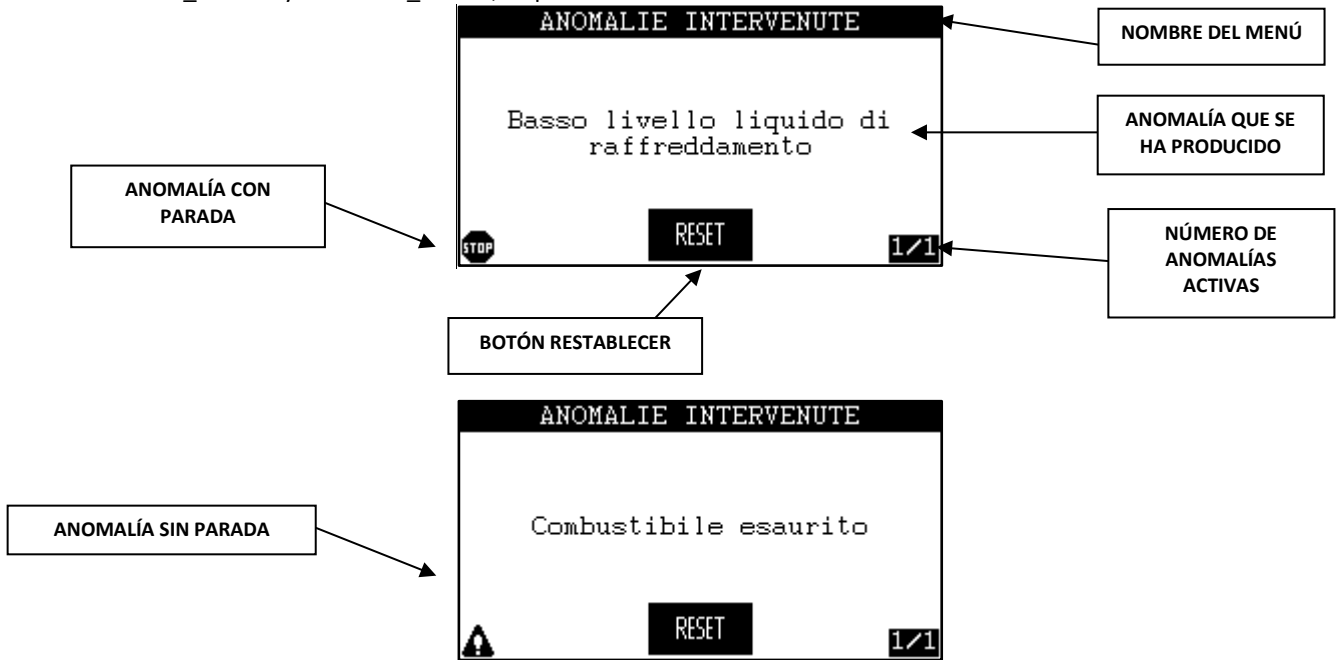 ANOMALIE INTERVENUTE
NOMBRE DEL MENÚ
Basso livello liquido di
raffreddamento
ANOMALÍA QUE SE
HA PRODUCIDO
ANOMALÍA CON
PARADA
STOP
RESET
1/1
NÚMERO DE
ANOMALÍAS
ACTIVAS
BOTÓN RESTABLECER
ANOMALIE INTERVENUTE
Combustibile esaurito
ANOMALÍA SIN PARADA
RESET
1/1